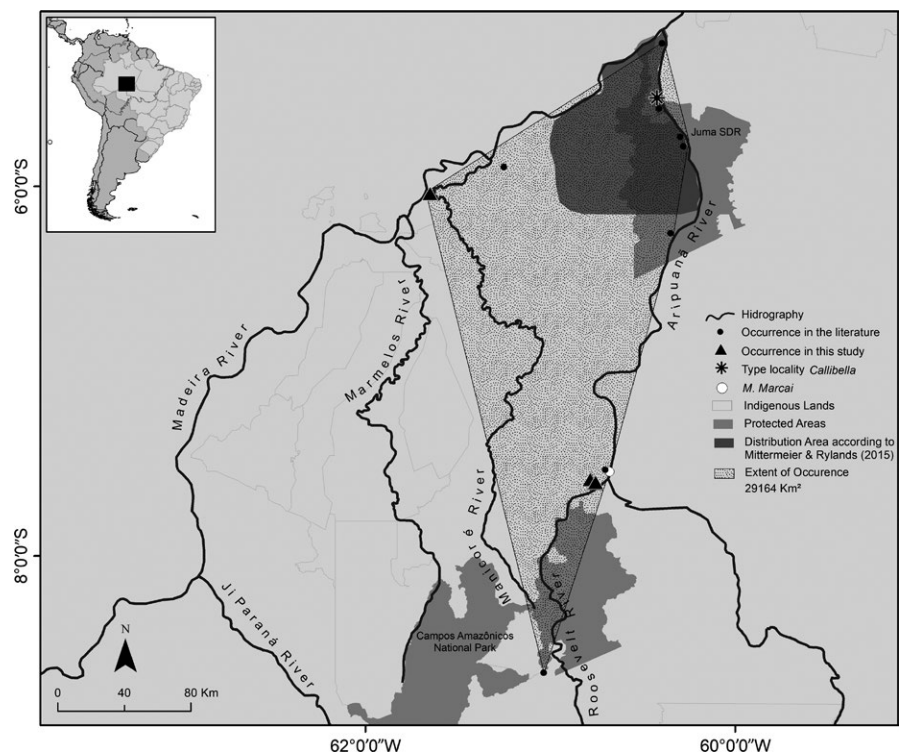 Juma SDR
6°0'0"S
Aripuaná River
Madeira River
Marmelos River
Hidrography
Occurrence in the literature
Occurrence in this study
Type locality Callibella
M. Marcai
Indigenous Lands
Protected Areas
Distribution Area according to
Mittermeier & Rylands (2015)
Extent of Occurence
29164 Km²
Manicoré River
8°0'0"S
Ji Paraná River
Roosevelt River
Campos Amazônicos
National Park
N
0 40 80 Km
62°0'0"W
60°0'0"W